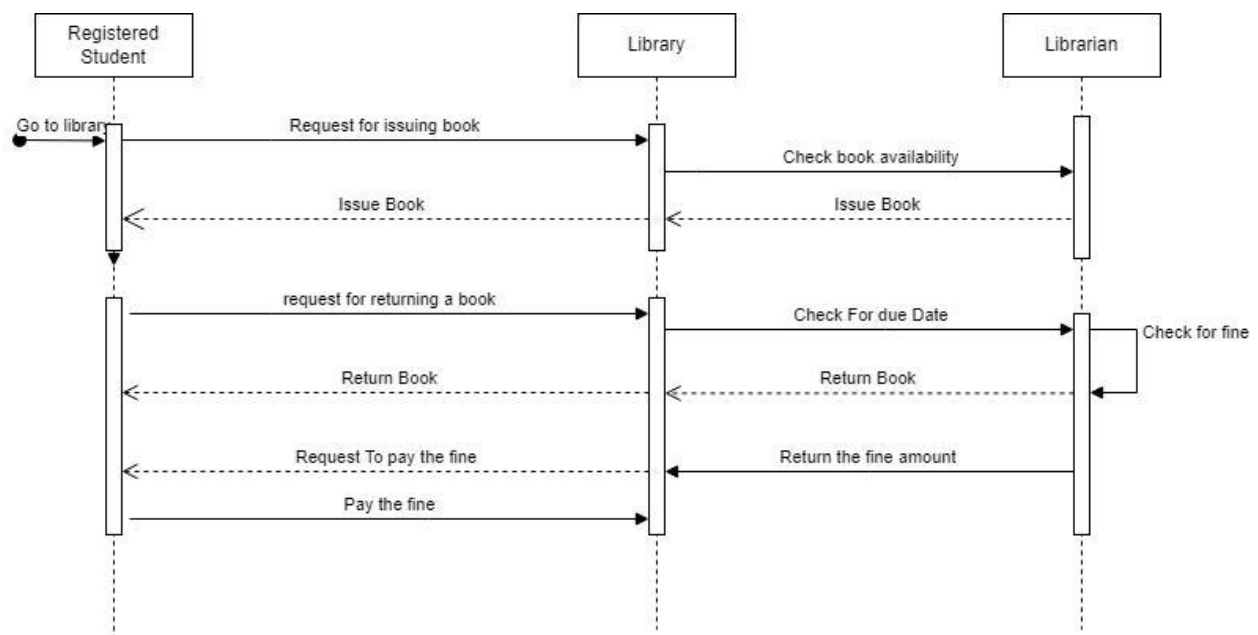 Registered
Student
Library
Librarian
Go to library
Request for issuing book
Check book availability
Issue Book
Issue Book
request for returning a book
Check For due Date
Check for fine
Return Book
Return Book
Request To pay the fine
Return the fine amount
Pay the fine